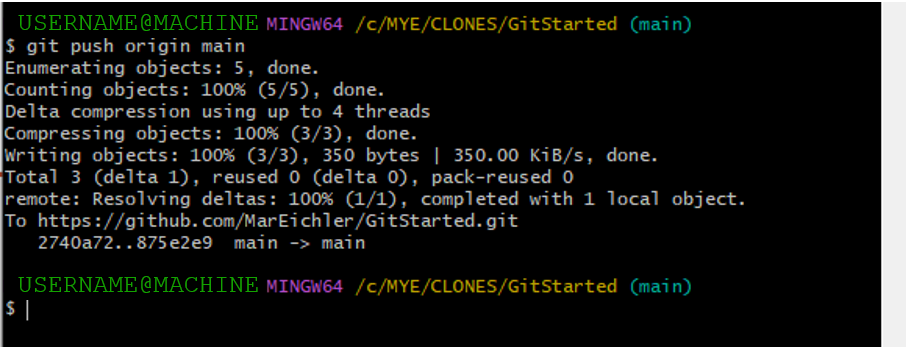 USERNAME@MACHINE MINGW64 /c/MYE/CLONES/GitStarted (main)
$ git push origin main
Enumerating objects: 5, done.
Counting objects: 100% (5/5), done.
Delta compression using up to 4 threads
Compressing objects: 100% (3/3), done.
Writing objects: 100% (3/3), 350 bytes | 350.00 KiB/s, done.
Total 3 (delta 1), reused 0 (delta 0), pack-reused 0
remote: Resolving deltas: 100% (1/1), completed with 1 local object.
To https://github.com/MarEichler/GitStarted.git
   2740a72..875e2e9  main -> main
USERNAME@MACHINE MINGW64 /c/MYE/CLONES/GitStarted (main)
$